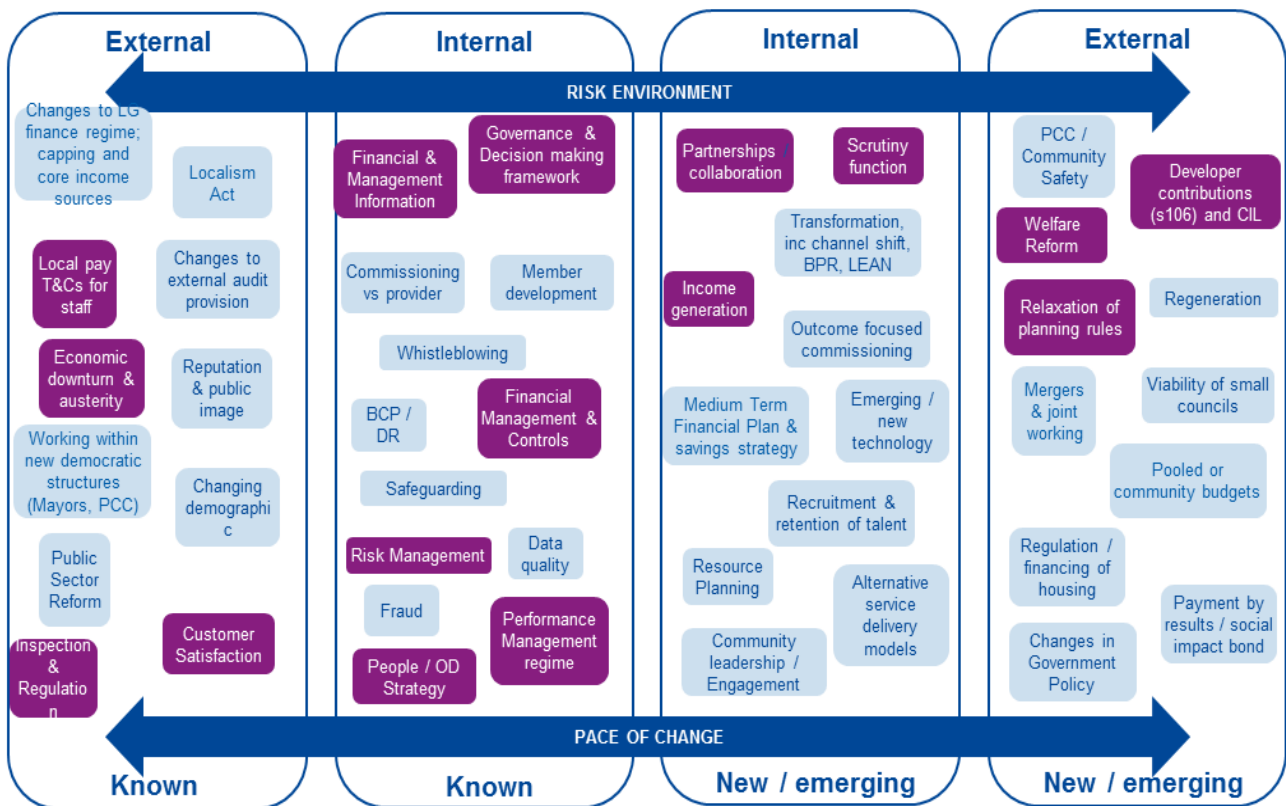 External
Internal
Internal
External
RISK ENVIRONMENT
Changes to LG
finance regime;
capping and
core income
sources
Localism
Act
Local pay
T&Cs for
staff
Changes to
external audit
provision
Economic
downturn &
austerity
Reputation
& public
image
Working within
new democratic
structures
(Mayors, PCC)
Changing
demographi
c
Public
Sector
Reform
Customer
Satisfaction
Inspection
&
Regulatio
n
Financial &
Management
Information
Governance &
Decision making
framework
Commissioning
vs provider
Member
development
Whistleblowing
BCP /
DR
Financial
Management &
Controls
Safeguarding
Risk Management
Data
quality
Fraud
Performance
Management
regime
People / OD
Strategy
Partnerships /
collaboration
Scrutiny
function
Transformation,
inc channel shift,
BPR, LEAN
Income
generation
Outcome focused
commissioning
Medium Term
Financial Plan &
savings strategy
Emerging /
new
technology
Recruitment &
retention of talent
Resource
Planning
Alternative
service
delivery
models
Community
leadership /
Engagement
PCC /
Community
Safety
Developer
contributions
(s106) and CIL
Welfare
Reform
Relaxation of
planning rules
Regeneration
Mergers
& joint
working
Viability of small
councils
Pooled or
community budgets
Regulation /
financing of
housing
Payment by
results / social
impact bond
Changes in
Government
Policy
PACE OF CHANGE
Known
Known
New / emerging
New / emerging